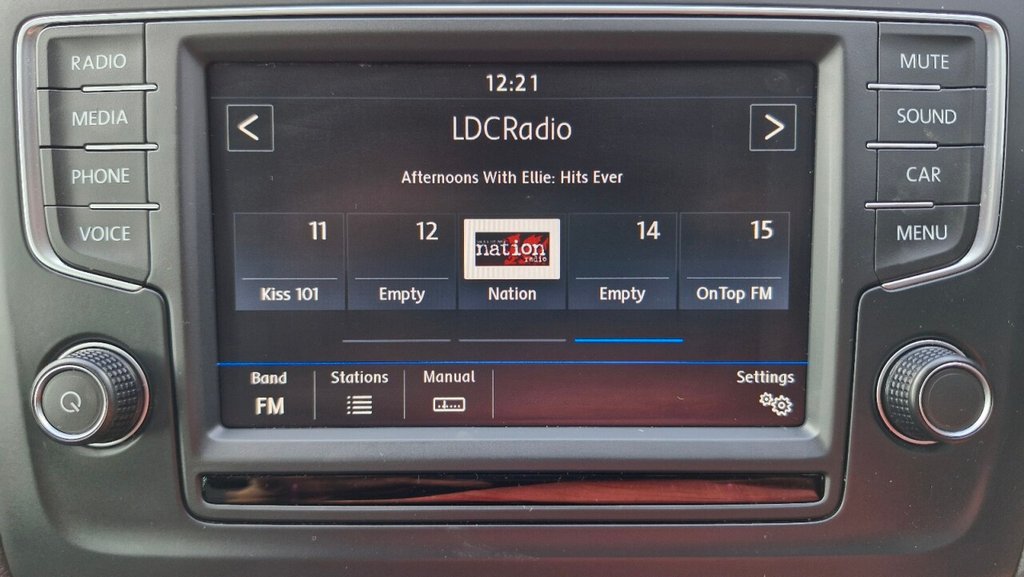 RADIO
MEDIA
PHONE
VOICE
12:21
<
LDCRadio
>
Afternoons With Ellie: Hits Ever
11
12
nation
radio
14
15
Kiss 101
Empty
Nation
Empty
OnTop FM
Band
FM
Stations
Manual
Settings
MUTE
SOUND
CAR
MENU